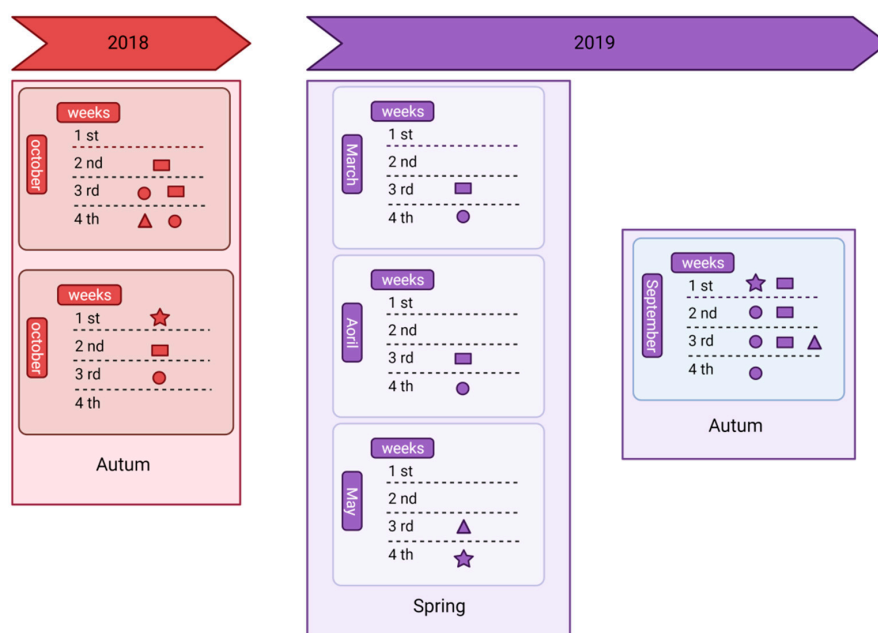 2018
2019
weeks
october
1 st
2 nd
3 rd
4 th
weeks
october
1 st
2 nd
3 rd
4 th
Autum
weeks
March
1 st
2 nd
3 rd
4 th
weeks
Aoril
1 st
2 nd
3 rd
4 th
weeks
May
1 st
2 nd
3 rd
4 th
Spring
weeks
September
1 st
2 nd
3 rd
4 th
Autum